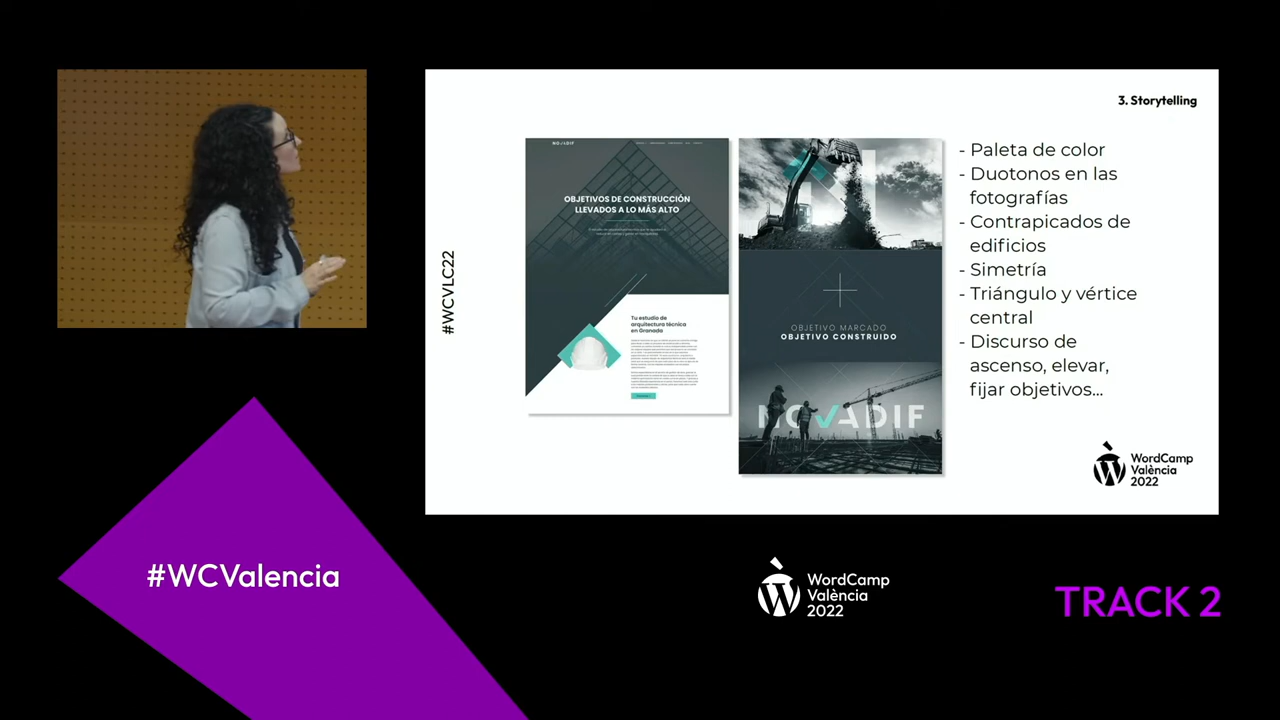 3. Storytelling
#WCVLC22
NOVADIF
OBJETIVOS DE CONSTRUCCIÓN
LLEVADOS A LO MÁS ALTO
Tu estudio de
arquitectura técnica
en Granada
OBJETIVO MARCADO
OBJETIVO CONSTRUIDO
NOVADIF
- Paleta de color
- Duotonos en las
fotografías
- Contrapicados de
edificios
- Simetría
- Triángulo y vértice
central
- Discurso de
ascenso, elevar,
fijar objetivos...
WordCamp
València
2022
#WCValencia
WordCamp
València
2022
TRACK 2